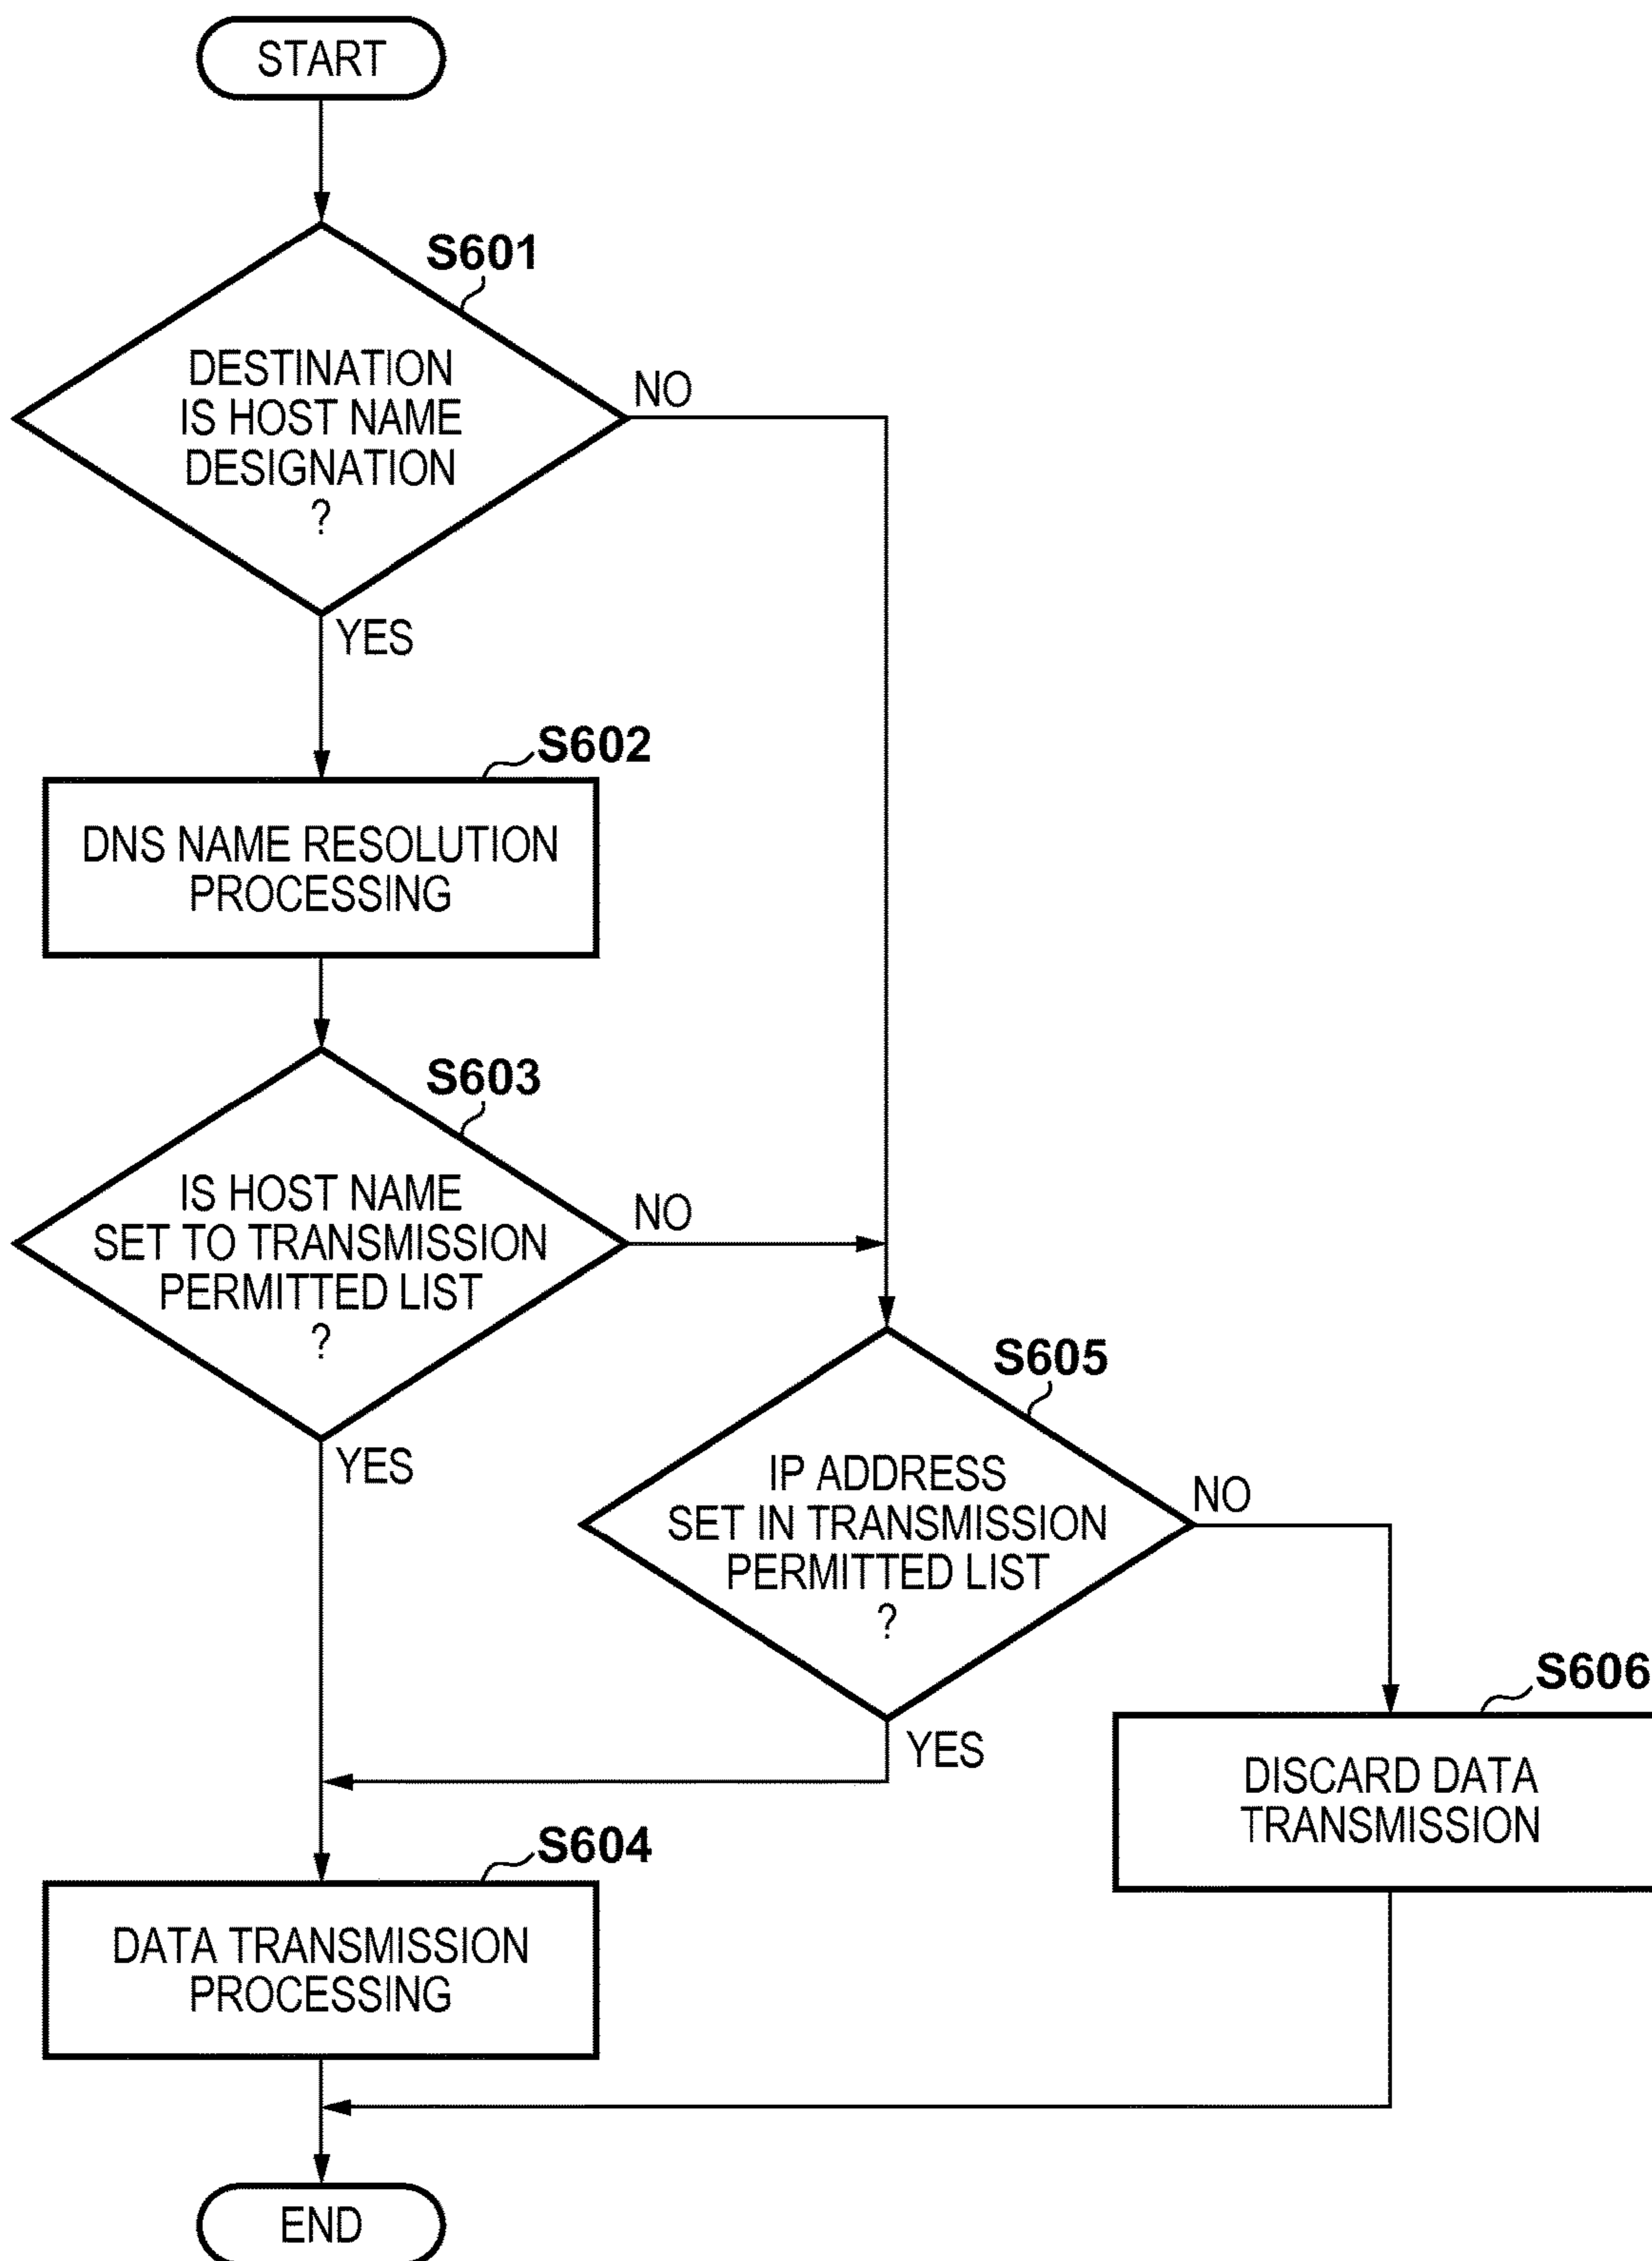 START
S601
DESTINATION
IS HOST NAME
DESIGNATION
?
NO
YES
S602
DNS NAME RESOLUTION
PROCESSING
S603
IS HOST NAME
SET TO TRANSMISSION
PERMITTED LIST
?
NO
YES
S605
IP ADDRESS
SET IN TRANSMISSION
PERMITTED LIST
?
NO
YES
S606
DISCARD DATA
TRANSMISSION
S604
DATA TRANSMISSION
PROCESSING
END